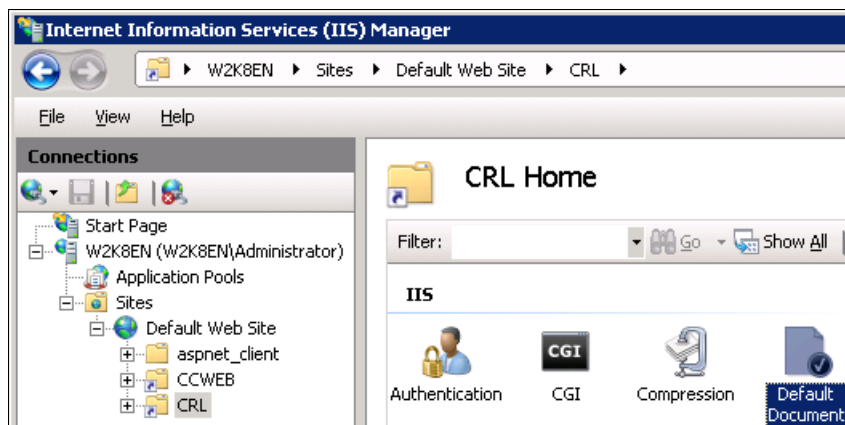 Internet Information Services (IIS) Manager
W2K8EN Sites Default Web Site CRL
File View Help
Connections
Start Page
W2K8EN (W2K8EN\Administrator)
Application Pools
Sites
Default Web Site
aspnet_client
CCWEB
CRL
CRL Home
Filter: Go Show All
IIS
CGI
Authentication CGI Compression Default
Document